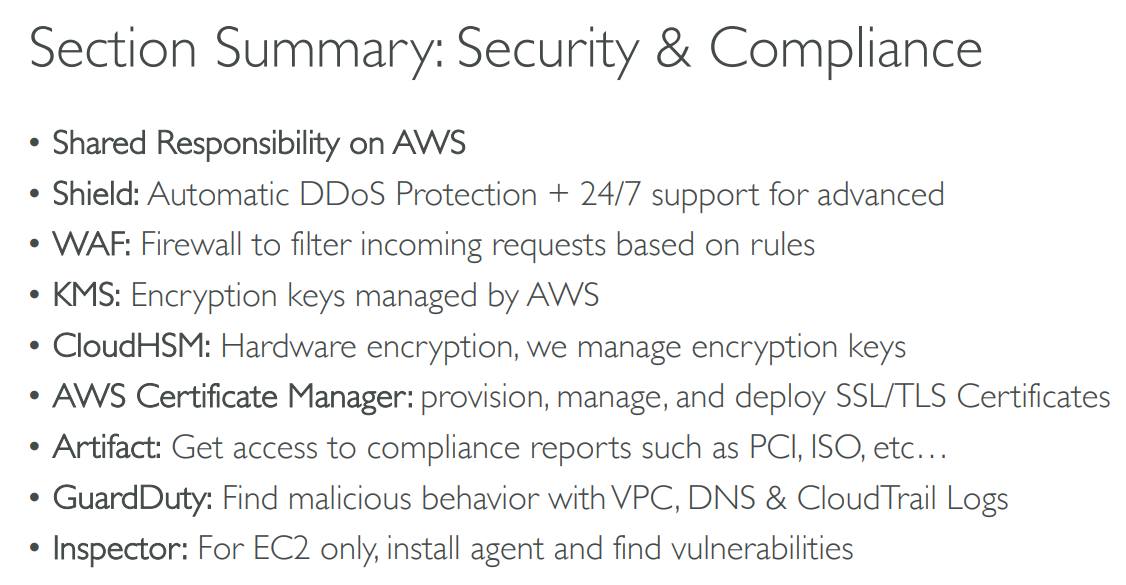 Section Summary: Security & Compliance
• Shared Responsibility on AWS
• Shield: Automatic DDoS Protection + 24/7 support for advanced
• WAF: Firewall to filter incoming requests based on rules
• KMS: Encryption keys managed by AWS
• CloudHSM: Hardware encryption, we manage encryption keys
• AWS Certificate Manager: provision, manage, and deploy SSL/TLS Certificates
• Artifact: Get access to compliance reports such as PCI, ISO, etc…
• GuardDuty: Find malicious behavior with VPC, DNS & CloudTrail Logs
• Inspector: For EC2 only, install agent and find vulnerabilities